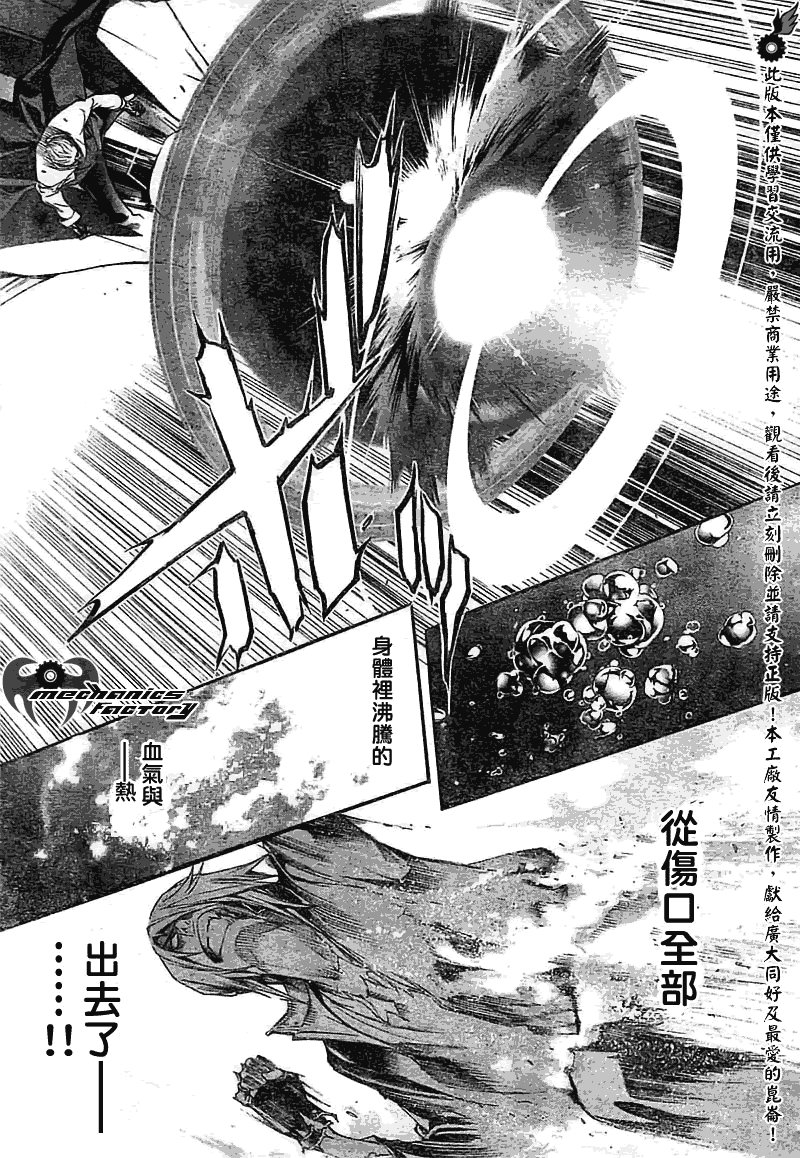 此版本僅供學習交流用，嚴禁商業用途，觀看後請立刻刪除並請支持正版！本工廠友情製作，獻給廣大同好及最愛的崑崙！
身體裡沸騰的
血氣與
──熱
MECHANICS
FACTORY
從傷口全部
出去了──
……!!